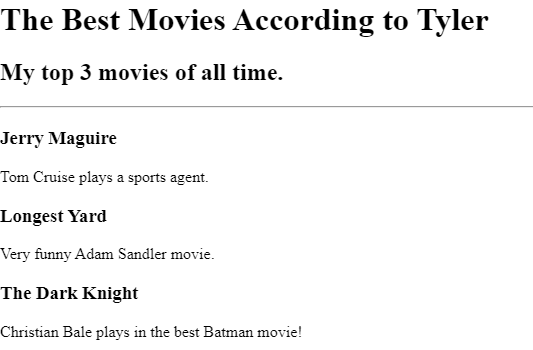 The Best Movies According to Tyler
My top 3 movies of all time.
Jerry Maguire
Tom Cruise plays a sports agent.
Longest Yard
Very funny Adam Sandler movie.
The Dark Knight
Christian Bale plays in the best Batman movie!